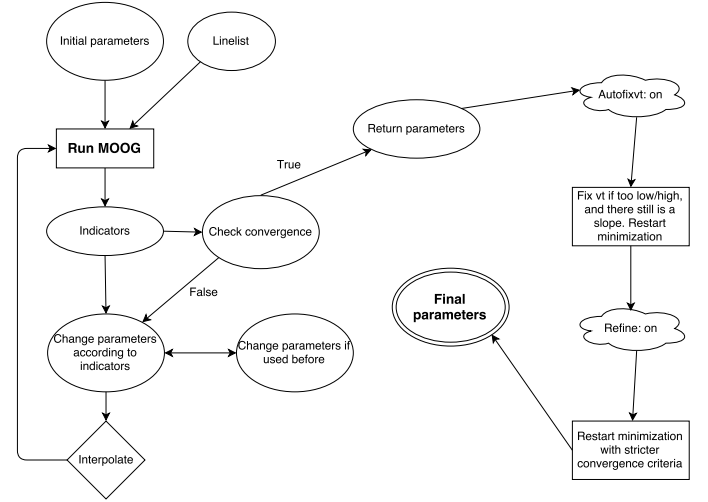 Initial parameters
Linelist
Autofixvt: on
Return parameters
Run MOOG
True
Indicators
Check convergence
Fix vt if too low/high,
and there still is a
slope. Restart
minimization
False
Final
parameters
Refine: on
Change parameters
according to
indicators
Change parameters if
used before
Interpolate
Restart minimization
with stricter
convergence criteria